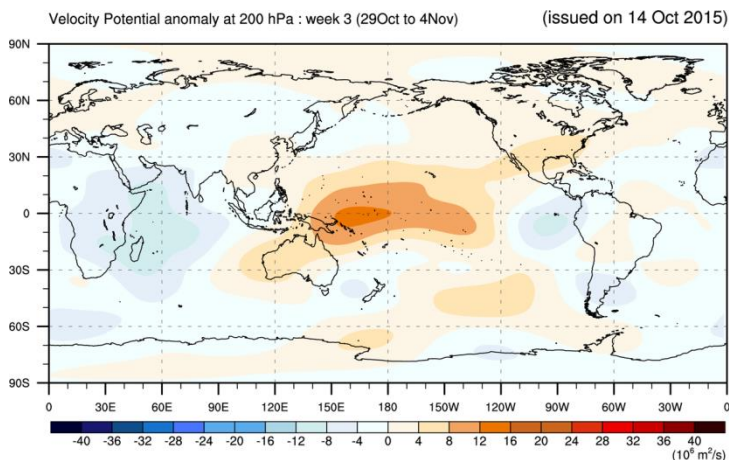 Velocity Potential anomaly at 200 hPa : week 3 (29Oct to 4Nov)
(issued on 14 Oct 2015)
90N
60N
30N
0
30S
60S
90S
0 30E 60E 90E 120E 150E 180 150W 120W 90W 60W 30W 0
-40 -36 -32 -28 -24 -20 -16 -12 -8 -4 0 4 8 12 16 20 24 28 32 36 40
(10⁶ m²/s)